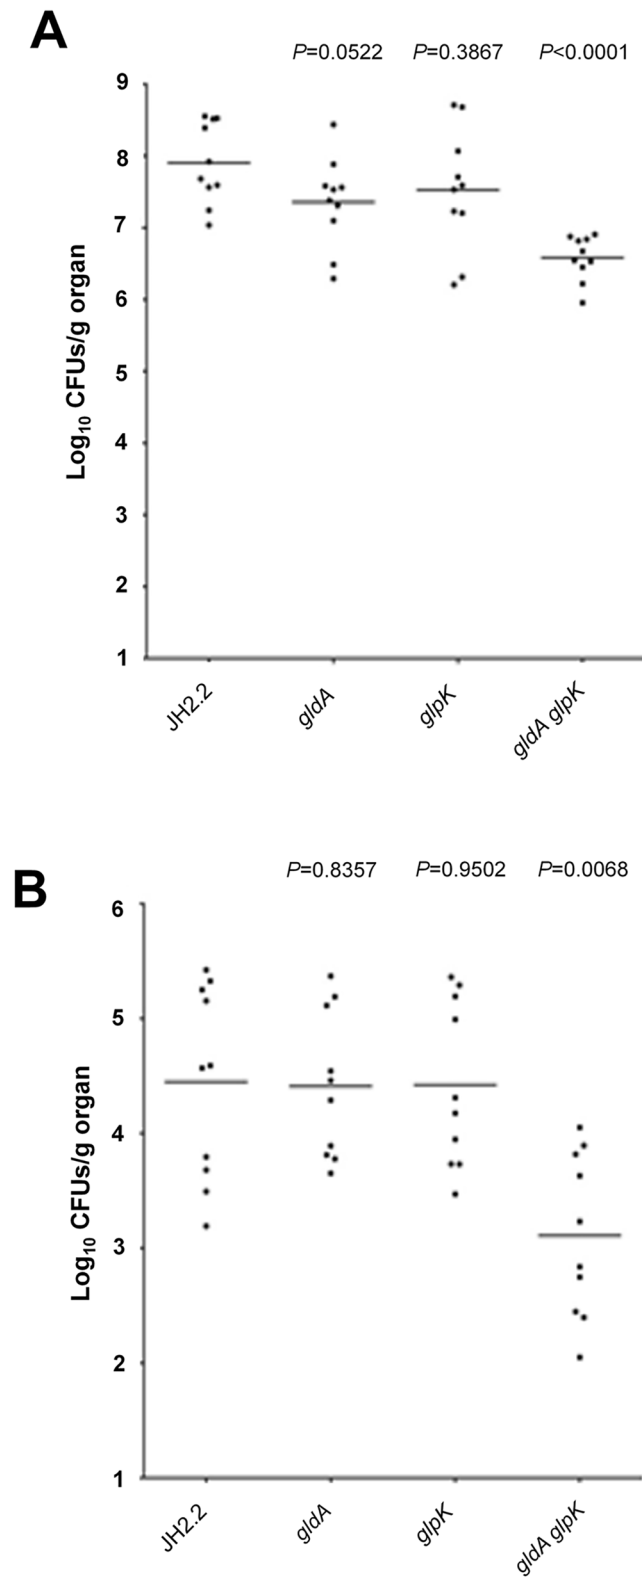 A
P=0.0522 P=0.3867 P<0.0001
9
8
7
6
5
4
3
2
1
Log10 CFUs/g organ
JH2.2
gldA
glpK
gldA glpK
B
P=0.8357 P=0.9502 P=0.0068
6
5
4
3
2
1
Log10 CFUs/g organ
JH2.2
gldA
glpK
gldA glpK